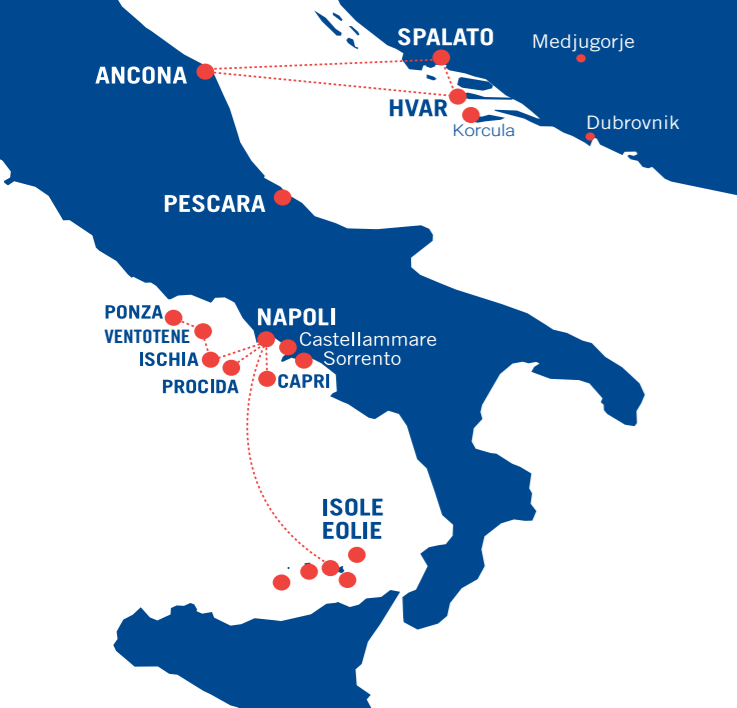 SPALATO
Medjugorje
ANCONA
HVAR
Korcula
Dubrovnik
PESCARA
PONZA
NAPOLI
VENTOTENE
Castellammare
ISCHIA
Sorrento
PROCIDA
CAPRI
ISOLE
EOLIE